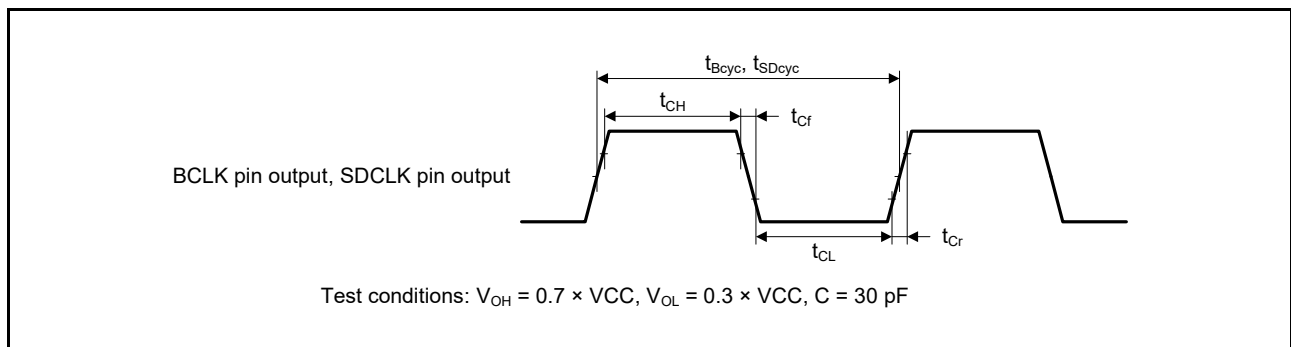 tBcyc, tSDcyc
tCH
tCf
BCLK pin output, SDCLK pin output
tCr
tCL
Test conditions: VOH = 0.7 × VCC, VOL = 0.3 × VCC, C = 30 pF